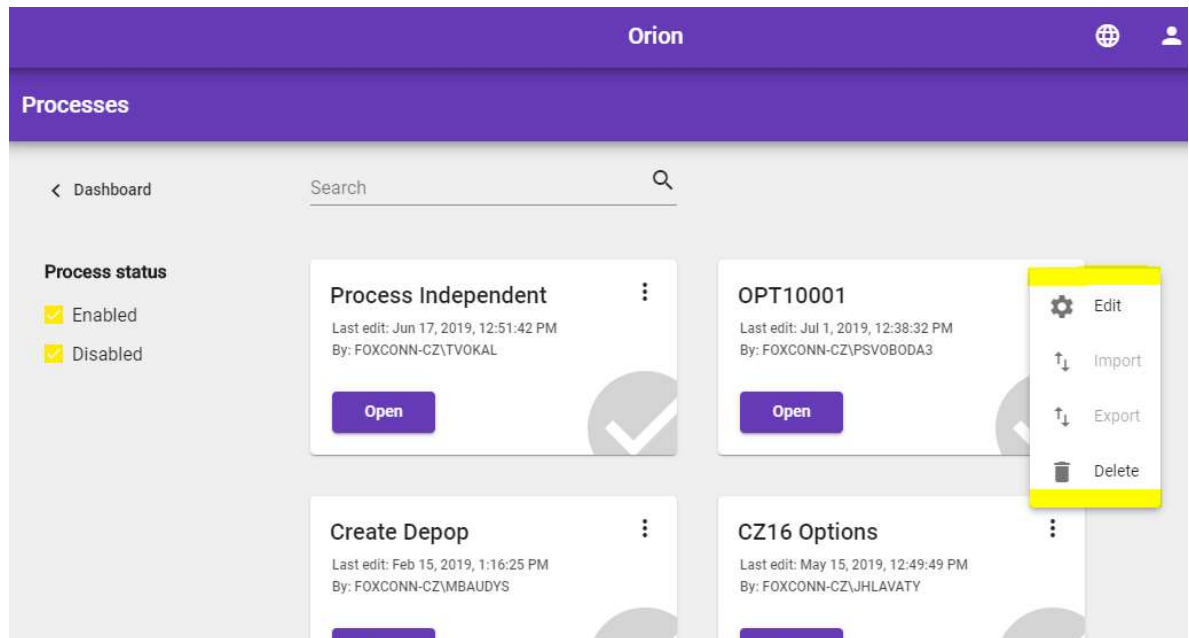 Orion
Processes
Dashboard
Search
Process status
Enabled
Disabled
Process Independent
Last edit: Jun 17, 2019, 12:51:42 PM
By: FOXCONN-CZ\TVOKAL
Open
OPT10001
Last edit: Jul 1, 2019, 12:38:32 PM
By: FOXCONN-CZ\PSVOBODA3
Open
Edit
Import
Export
Delete
Create Depop
Last edit: Feb 15, 2019, 1:16:25 PM
By: FOXCONN-CZ\MBAUDYS
CZ16 Options
Last edit: May 15, 2019, 12:49:49 PM
By: FOXCONN-CZ\JHLAVATY